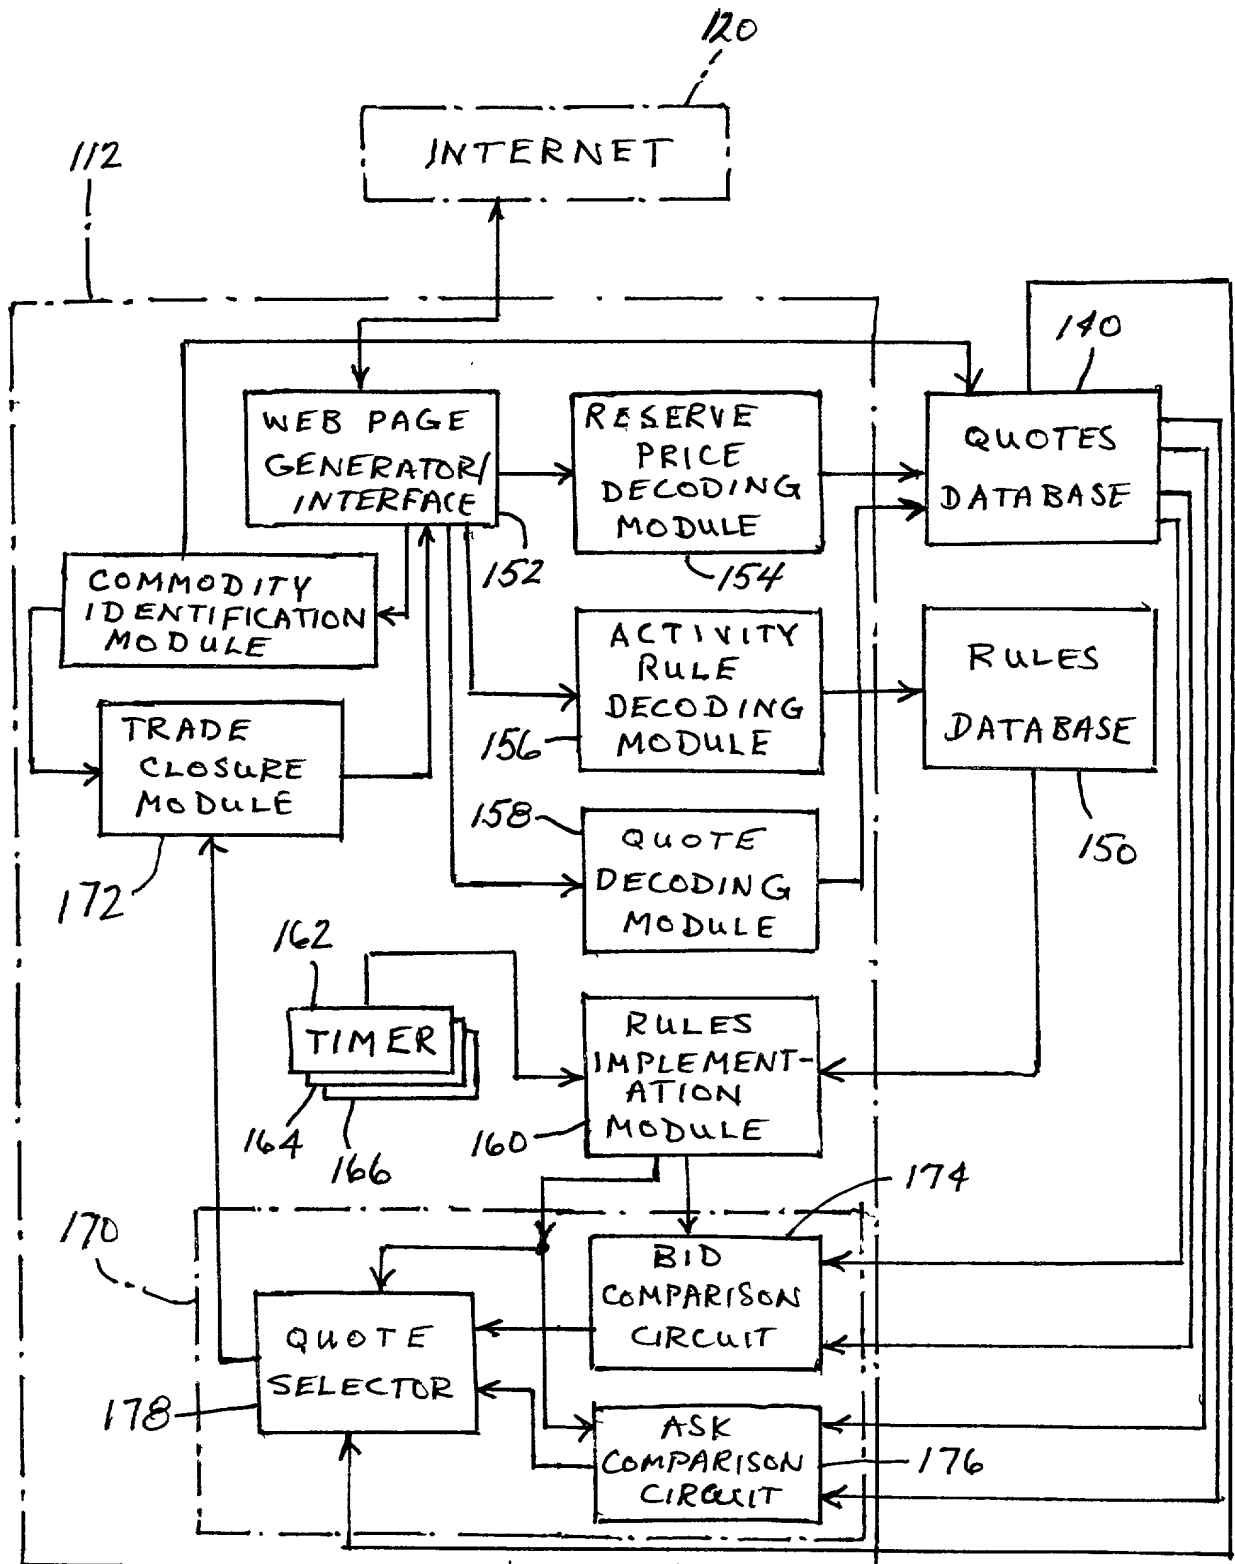 120
INTERNET
112
140
WEB PAGE
GENERATOR/
INTERFACE
152
RESERVE
PRICE
DECODING
MODULE
154
QUOTES
DATABASE
COMMODITY
IDENTIFICATION
MODULE
ACTIVITY
RULE
DECODING
MODULE
156
RULES
DATABASE
150
TRADE
CLOSURE
MODULE
172
158
QUOTE
DECODING
MODULE
162
TIMER
164
166
RULES
IMPLEMENT-
ATION
MODULE
160
174
170
BID
COMPARISON
CIRCUIT
QUOTE
SELECTOR
178
ASK
COMPARISON
CIRCUIT
176